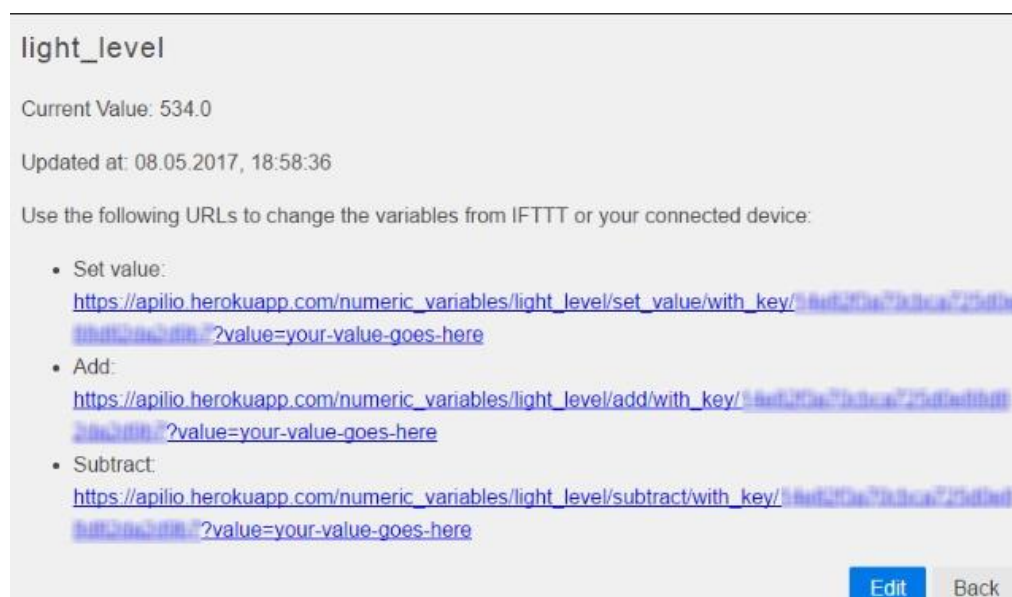 light_level
Current Value: 534.0
Updated at: 08.05.2017, 18:58:36
Use the following URLs to change the variables from IFTTT or your connected device:
• Set value:
https://apilio.herokuapp.com/numeric_variables/light_level/set_value/with_key/
?value=your-value-goes-here
• Add:
https://apilio.herokuapp.com/numeric_variables/light_level/add/with_key/
?value=your-value-goes-here
• Subtract:
https://apilio.herokuapp.com/numeric_variables/light_level/subtract/with_key/
?value=your-value-goes-here
Edit Back